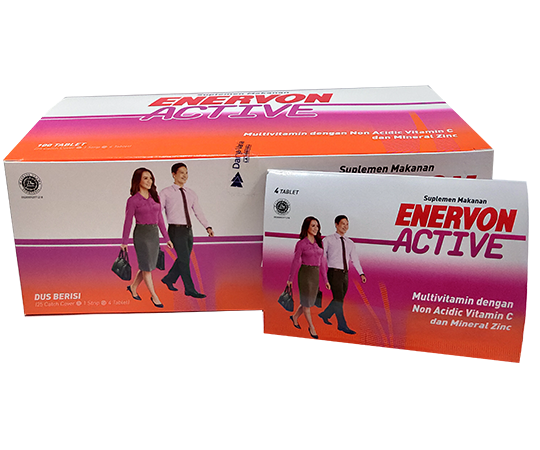 Suplemen Makanan
ENERVON
ACTIVE
100 TABLET
Multivitamin dengan Non Acidic Vitamin C
dan Mineral Zinc
Suplemen Makanan
DUS BERISI
4 TABLET
Suplemen Makanan
ENERVON
ACTIVE
Multivitamin dengan
Non Acidic Vitamin C
dan Mineral Zinc